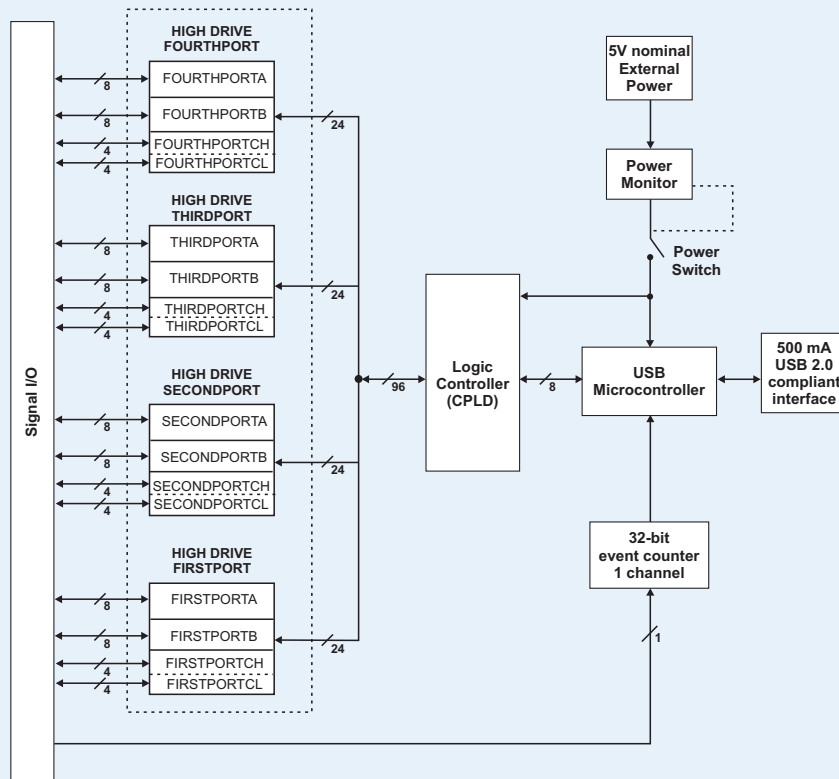 Signal I/O
HIGH DRIVE
FOURTHPORT
FOURTHPORTA
8
FOURTHPORTB
8
24
FOURTHPORTCH
4
FOURTHPORTCL
4
HIGH DRIVE
THIRDPORT
THIRDPORTA
8
THIRDPORTB
8
24
THIRDPORTCH
4
THIRDPORTCL
4
HIGH DRIVE
SECONDPORT
SECONDPORTA
8
SECONDPORTB
8
24
SECONDPORTCH
4
SECONDPORTCL
4
HIGH DRIVE
FIRSTPORT
FIRSTPORTA
8
FIRSTPORTB
8
24
FIRSTPORTCH
4
FIRSTPORTCL
4
96
Logic
Controller
(CPLD)
8
5V nominal
External
Power
Power
Monitor
Power
Switch
USB
Microcontroller
500 mA
USB 2.0
compliant
interface
32-bit
event counter
1 channel
1